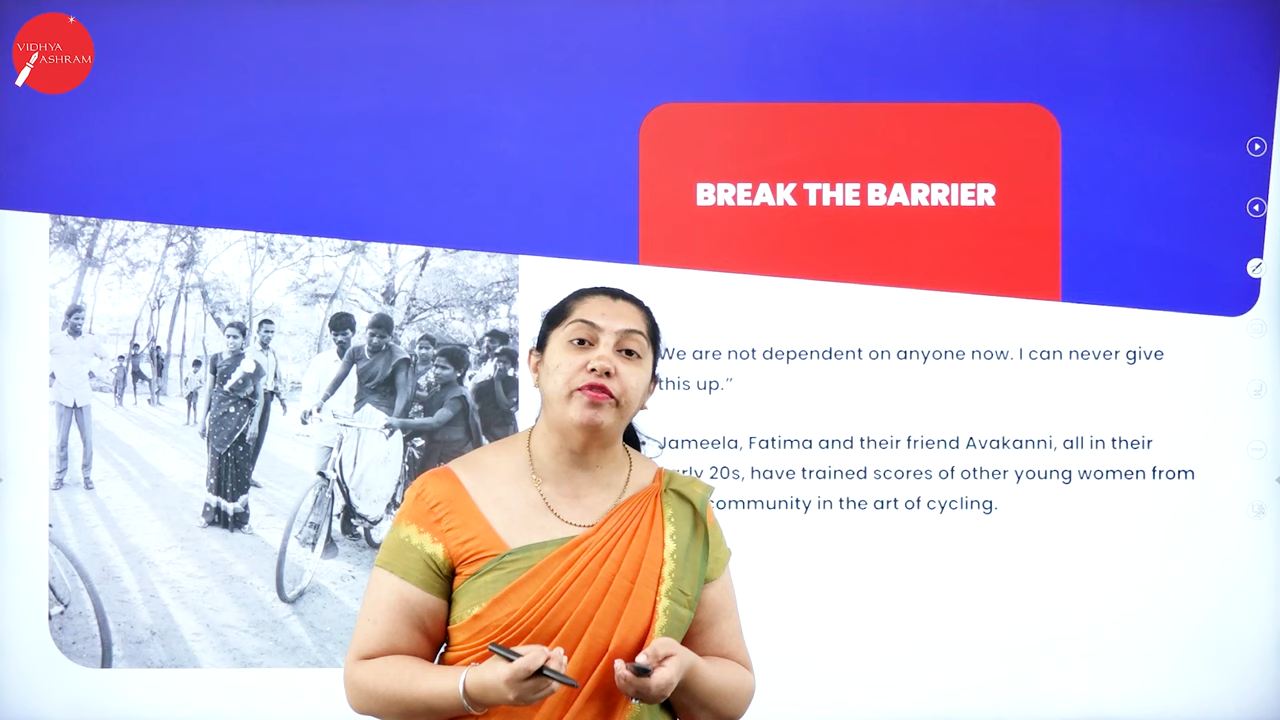 VIDHYA
ASHRAM
BREAK THE BARRIER
We are not dependent on anyone now. I can never give
this up.”
Jameela, Fatima and their friend Avakanni, all in their
20s, have trained scores of other young women from
community in the art of cycling.